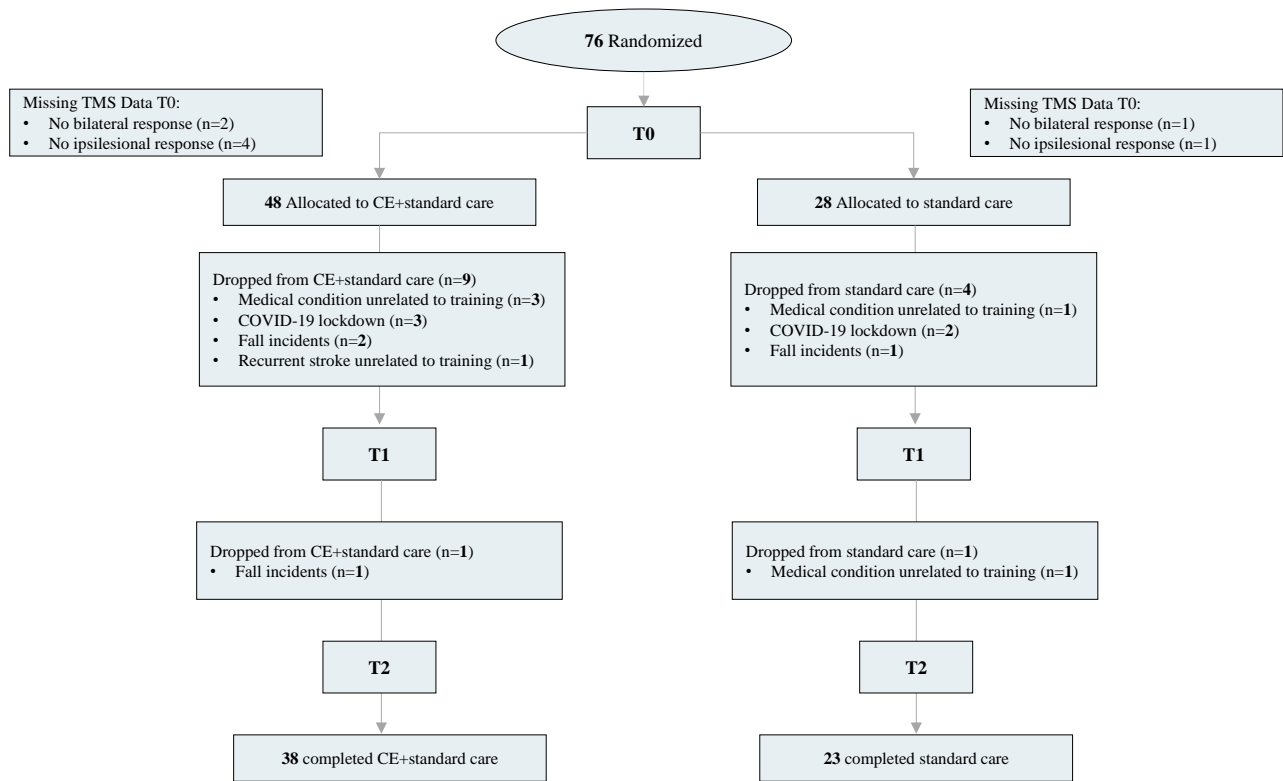 76 Randomized
Missing TMS Data T0:
• No bilateral response (n=2)
• No ipsilesional response (n=4)
Missing TMS Data T0:
• No bilateral response (n=1)
• No ipsilesional response (n=1)
T0
48 Allocated to CE+standard care
28 Allocated to standard care
Dropped from CE+standard care (n=9)
• Medical condition unrelated to training (n=3)
• COVID-19 lockdown (n=3)
• Fall incidents (n=2)
• Recurrent stroke unrelated to training (n=1)
Dropped from standard care (n=4)
• Medical condition unrelated to training (n=1)
• COVID-19 lockdown (n=2)
• Fall incidents (n=1)
T1
T1
Dropped from CE+standard care (n=1)
• Fall incidents (n=1)
Dropped from standard care (n=1)
• Medical condition unrelated to training (n=1)
T2
T2
38 completed CE+standard care
23 completed standard care